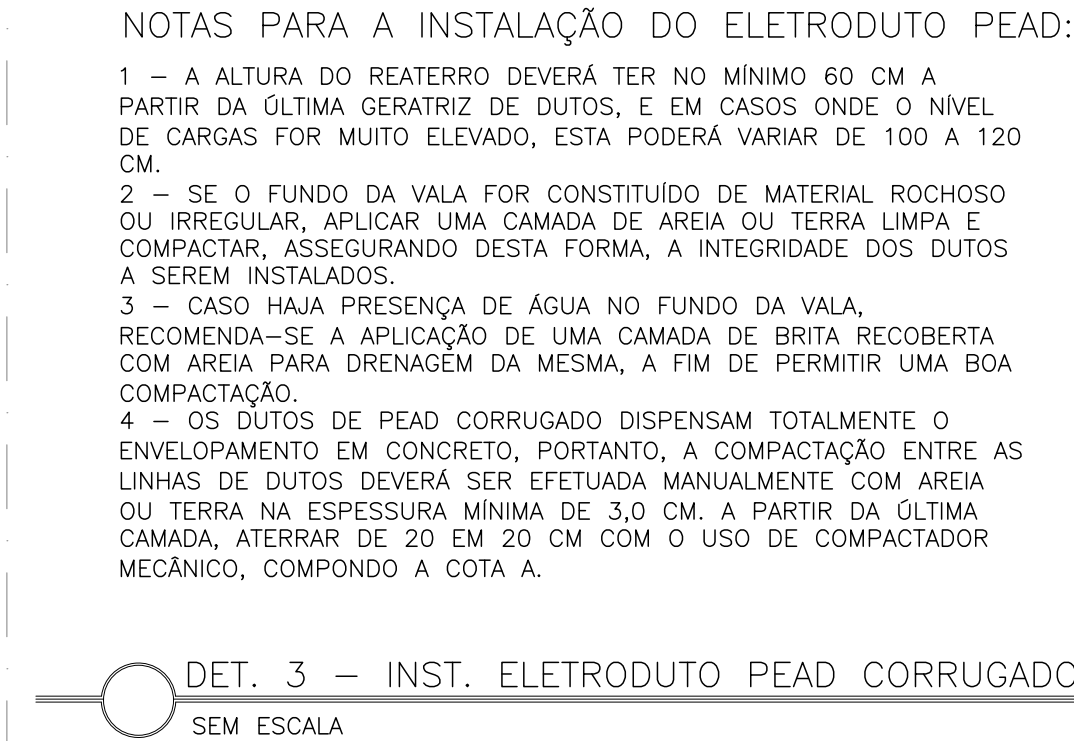 NOTAS PARA A INSTALAÇÃO DO ELETRODUTO PEAD:
1 – A ALTURA DO REATERRO DEVERÁ TER NO MÍNIMO 60 CM A
PARTIR DA ÚLTIMA GERATRIZ DE DUTOS, E EM CASOS ONDE O NÍVEL
DE CARGAS FOR MUITO ELEVADO, ESTA PODERÁ VARIAR DE 100 A 120
CM.
2 – SE O FUNDO DA VALA FOR CONSTITUÍDO DE MATERIAL ROCHOSO
OU IRREGULAR, APLICAR UMA CAMADA DE AREIA OU TERRA LIMPA E
COMPACTAR, ASSEGURANDO DESTA FORMA, A INTEGRIDADE DOS DUTOS
A SEREM INSTALADOS.
3 – CASO HAJA PRESENÇA DE ÁGUA NO FUNDO DA VALA,
RECOMENDA–SE A APLICAÇÃO DE UMA CAMADA DE BRITA RECOBERTA
COM AREIA PARA DRENAGEM DA MESMA, A FIM DE PERMITIR UMA BOA
COMPACTAÇÃO.
4 – OS DUTOS DE PEAD CORRUGADO DISPENSAM TOTALMENTE O
ENVELOPAMENTO EM CONCRETO, PORTANTO, A COMPACTAÇÃO ENTRE AS
LINHAS DE DUTOS DEVERÁ SER EFETUADA MANUALMENTE COM AREIA
OU TERRA NA ESPESSURA MÍNIMA DE 3,0 CM. A PARTIR DA ÚLTIMA
CAMADA, ATERRAR DE 20 EM 20 CM COM O USO DE COMPACTADOR
MECÂNICO, COMPONDO A COTA A.
DET. 3 – INST. ELETRODUTO PEAD CORRUGADO
SEM ESCALA